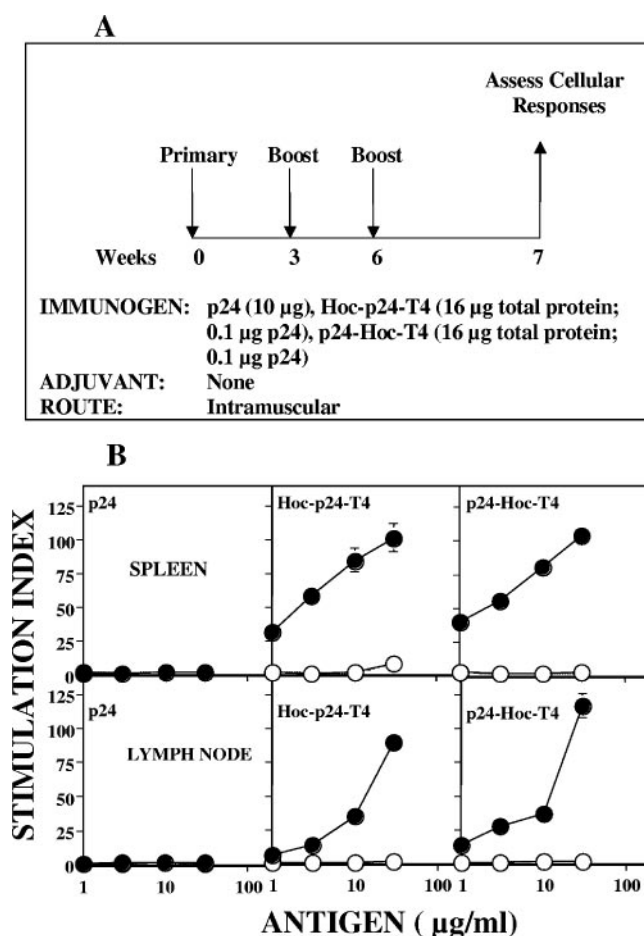 A
Assess Cellular
Responses
Primary Boost Boost
Weeks 0 3 6 7
IMMUNOGEN: p24 (10 µg), Hoc-p24-T4 (16 µg total protein;
0.1 µg p24), p24-Hoc-T4 (16 µg total protein;
0.1 µg p24)
ADJUVANT: None
ROUTE: Intramuscular
B
STIMULATION INDEX
125
100
75
50
25
0
p24 Hoc-p24-T4 p24-Hoc-T4
SPLEEN
125
100
75
50
25
0
p24 Hoc-p24-T4 p24-Hoc-T4
LYMPH NODE
1 10 100 1 10 100 1 10 100
ANTIGEN ( µg/ml)